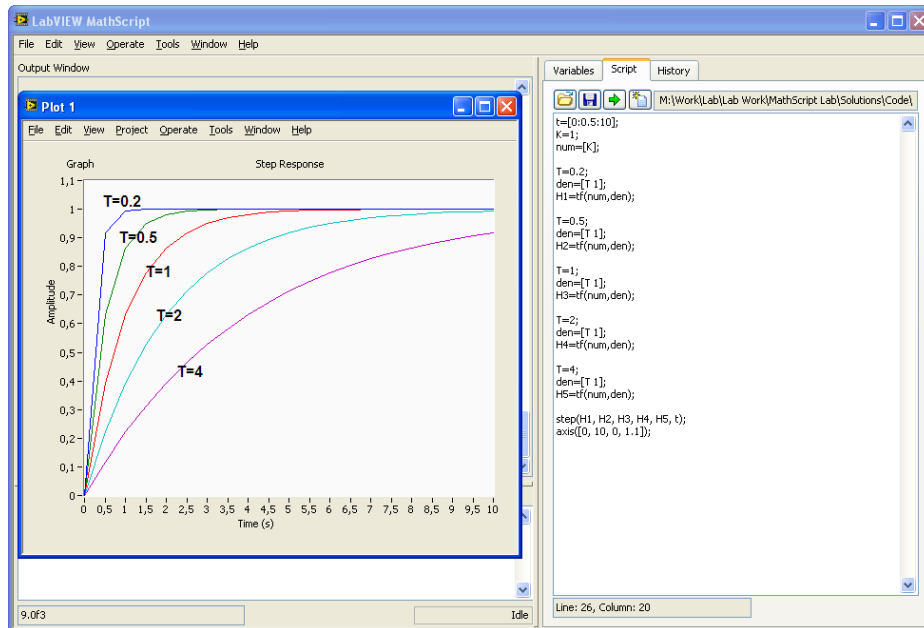 LabVIEW MathScript
File Edit View Operate Tools Window Help
Output Window
Plot 1
File Edit View Project Operate Tools Window Help
Graph
Step Response
1,1
1
0,9
0,8
0,7
0,6
0,5
0,4
0,3
0,2
0,1
0
Amplitude
T=0.2
T=0.5
T=1
T=2
T=4
0 0,5 1 1,5 2 2,5 3 3,5 4 4,5 5 5,5 6 6,5 7 7,5 8 8,5 9 9,5 10
Time (s)
9.0f3
Idle
Variables Script History
M:\Work\Lab\Lab Work\MathScript Lab\Solutions\Code\
t=[0:0.5:10];
K=1;
num=[K];
T=0.2;
den=[T 1];
H1=tf(num,den);
T=0.5;
den=[T 1];
H2=tf(num,den);
T=1;
den=[T 1];
H3=tf(num,den);
T=2;
den=[T 1];
H4=tf(num,den);
T=4;
den=[T 1];
H5=tf(num,den);
step(H1, H2, H3, H4, H5, t);
axis([0, 10, 0, 1.1]);
Line: 26, Column: 20